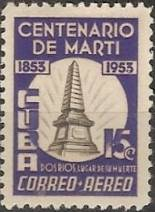 CENTENARIO
DE MARTI
1853 1953
CUBA
15c
DOS RIOS, LUGAR DE SU MUERTE
CORREO-AEREO